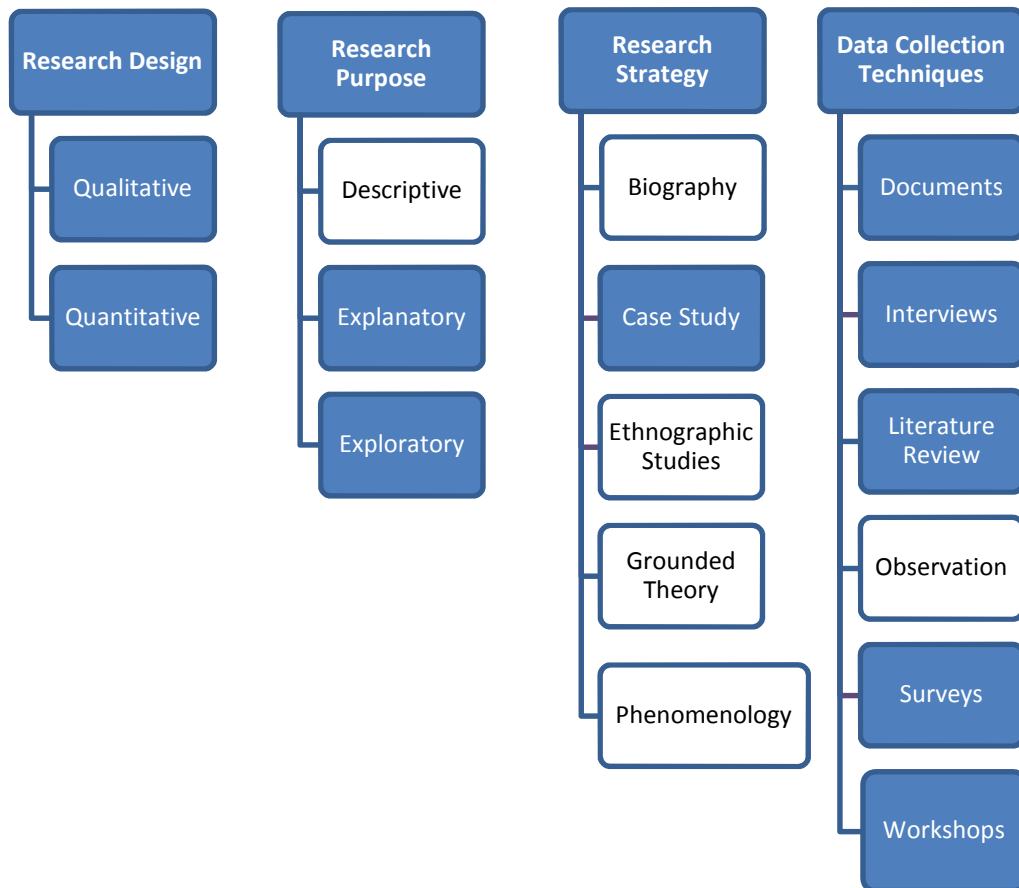 Research Design
Qualitative
Quantitative
Research
Purpose
Descriptive
Explanatory
Exploratory
Research
Strategy
Biography
Case Study
Ethnographic
Studies
Grounded
Theory
Phenomenology
Data Collection
Techniques
Documents
Interviews
Literature
Review
Observation
Surveys
Workshops